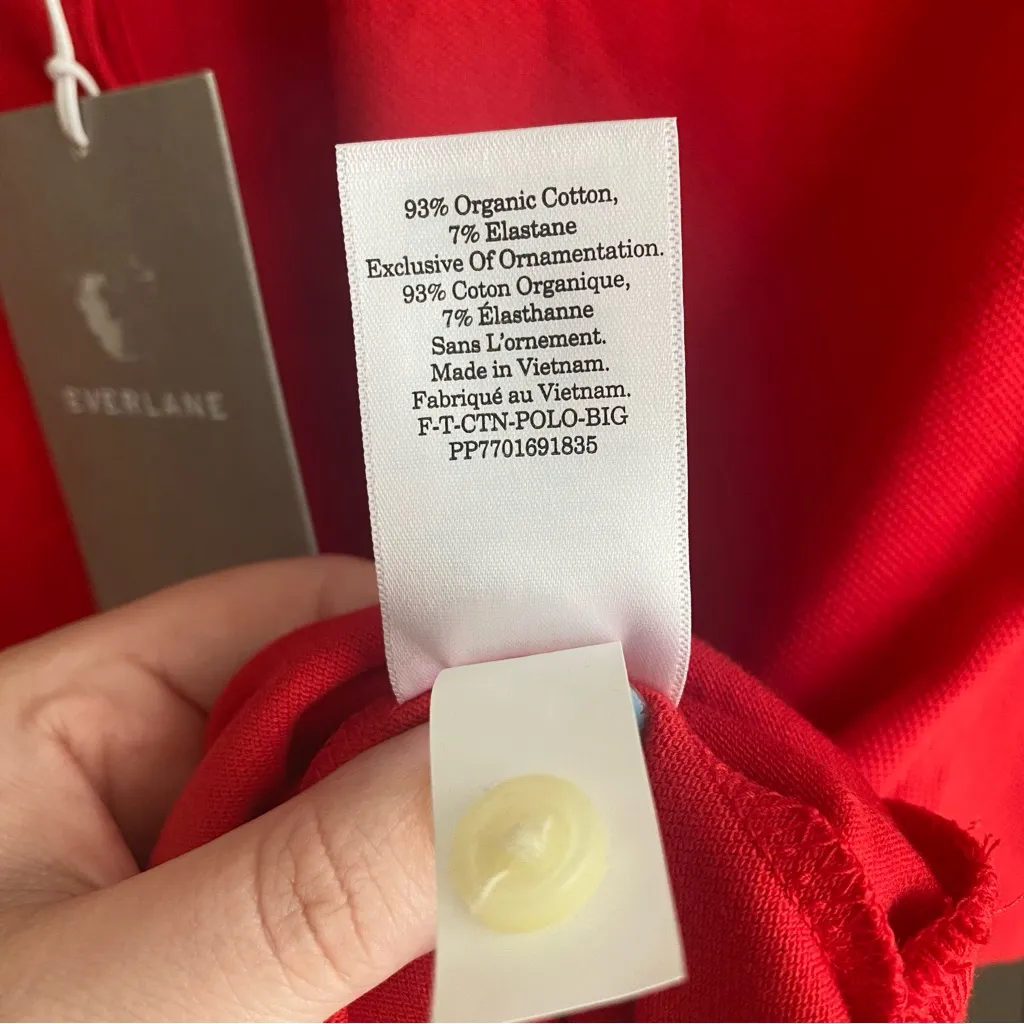 EVERLANE
93% Organic Cotton,
7% Elastane
Exclusive Of Ornamentation.
93% Coton Organique,
7% Élasthanne
Sans L'ornement.
Made in Vietnam.
Fabriqué au Vietnam.
F-T-CTN-POLO-BIG
PP7701691835